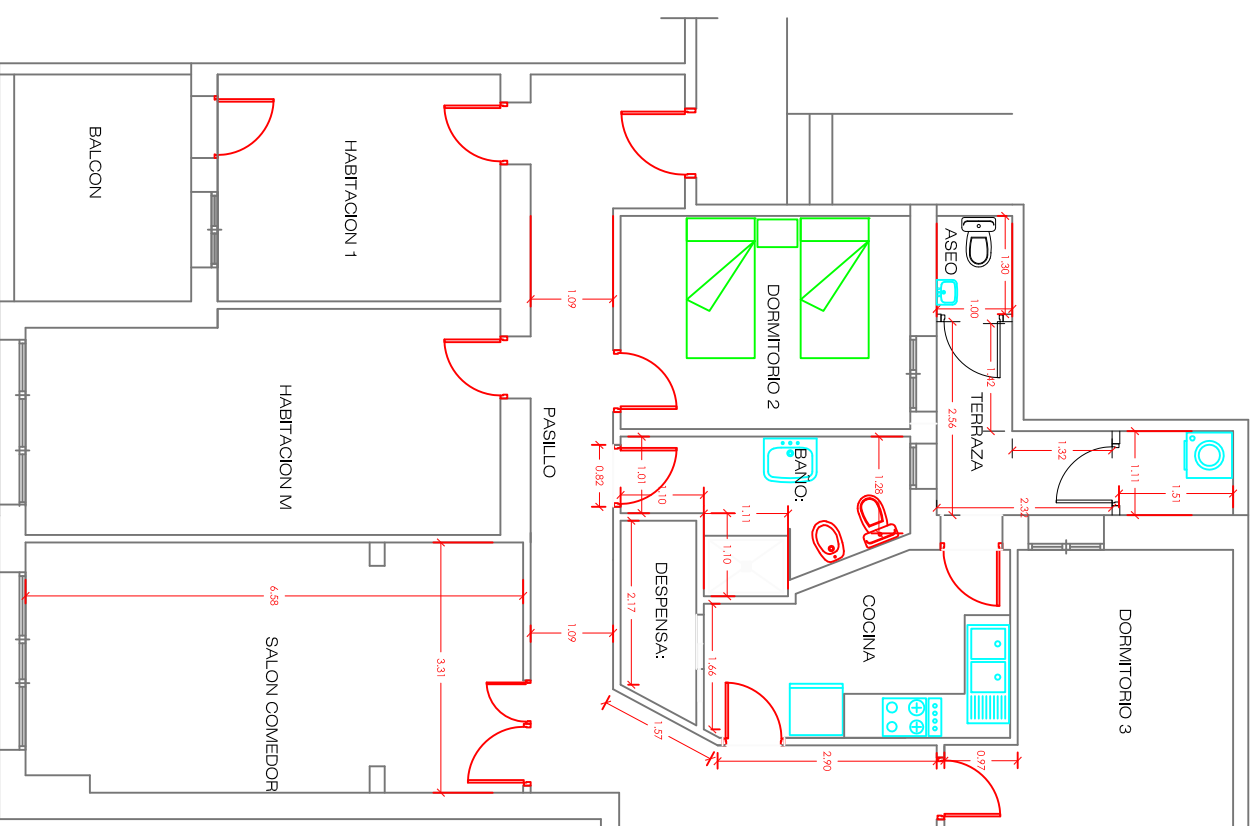 BALCON
HABITACION 1
HABITACION M
PASILLO
SALON COMEDOR
DORMITORIO 2
ASEO
TERRAZA
BAÑO:
DESPENSA:
COCINA
DORMITORIO 3
1.09
1.30
1.00
1.42
2.56
1.32
1.11
1.51
2.32
0.82
1.01
1.10
1.28
1.11
1.10
2.17
1.66
1.09
6.58
3.31
1.57
2.90
0.97